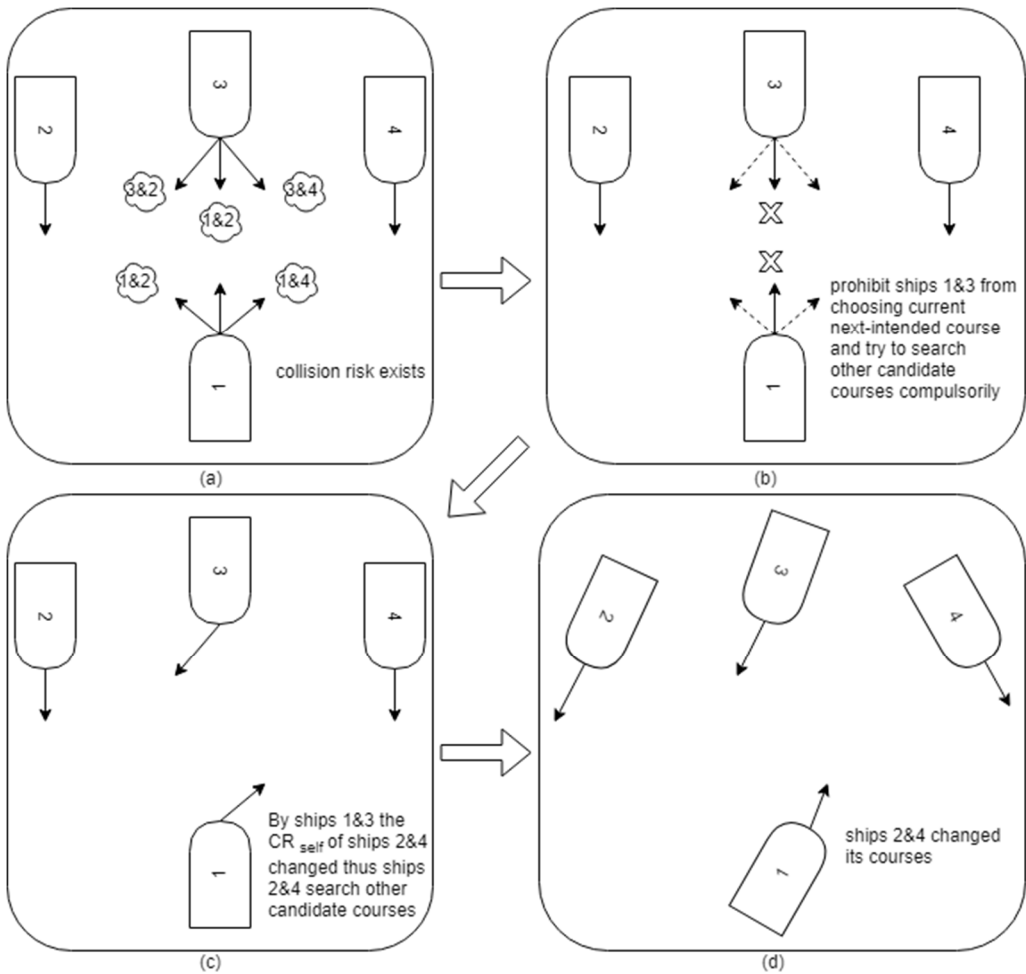 3
2
4
3&2
3&4
1&2
1&2
1&4
1
collision risk exists
(a)
3
2
4
prohibit ships 1&3 from
choosing current
next-intended course
and try to search
other candidate
courses compulsorily
1
(b)
3
2
4
By ships 1&3 the
CR self of ships 2&4
changed thus ships
2&4 search other
candidate courses
1
(c)
3
2
4
ships 2&4 changed
its courses
1
(d)